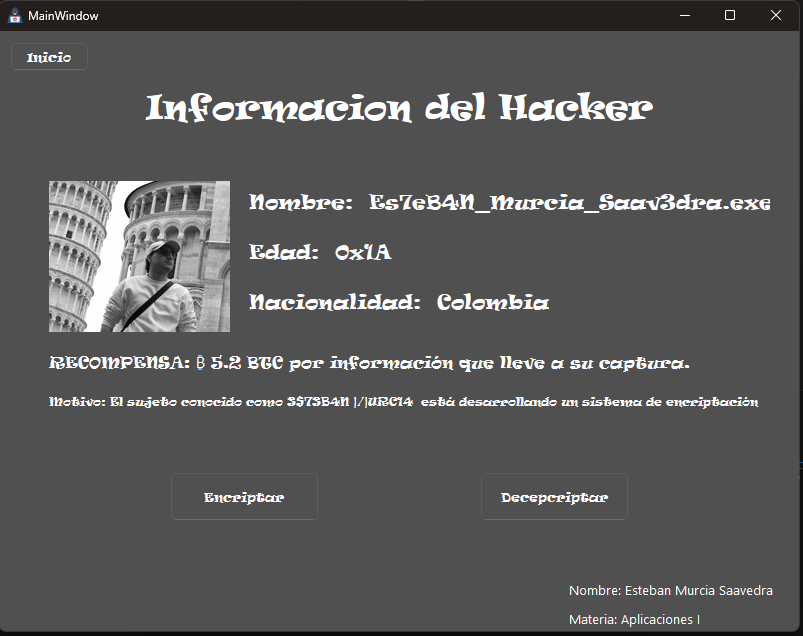 MainWindow
Inicio
Informacion del Hacker
Nombre: Es7eB4N_Murcia_Saav3dra.exe
Edad: 0x1A
Nacionalidad: Colombia
RECOMPENSA: ₿ 5.2 BTC por información que lleve a su captura.
Motivo: El sujeto conocido como 3$73B4N |/|URC14 está desarrollando un sistema de encriptación
Encriptar
Decepcriptar
Nombre: Esteban Murcia Saavedra
Materia: Aplicaciones I